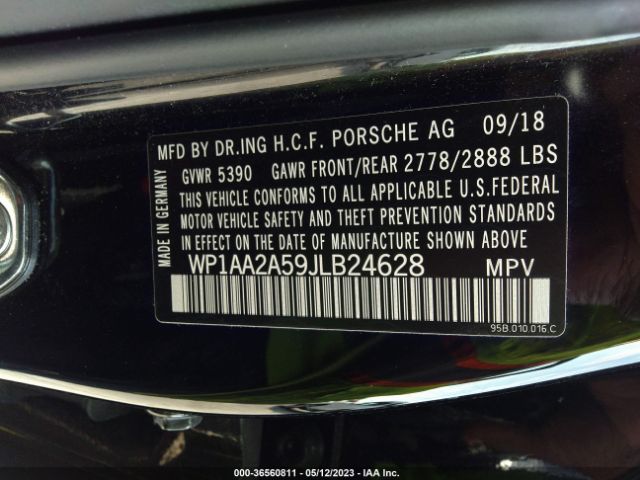 MFD BY DR.ING H.C.F. PORSCHE AG 09/18
GVWR 5390 GAWR FRONT/REAR 2778/2888 LBS
THIS VEHICLE CONFORMS TO ALL APPLICABLE U.S.FEDERAL
MOTOR VEHICLE SAFETY AND THEFT PREVENTION STANDARDS
IN EFFECT ON THE DATE OF MANUFACTURE SHOWN ABOVE
WP1AA2A59JLB24628 MPV
95B.010.016 C
MADE IN GERMANY
000-36560811 - 05/12/2023 - IAA Inc.